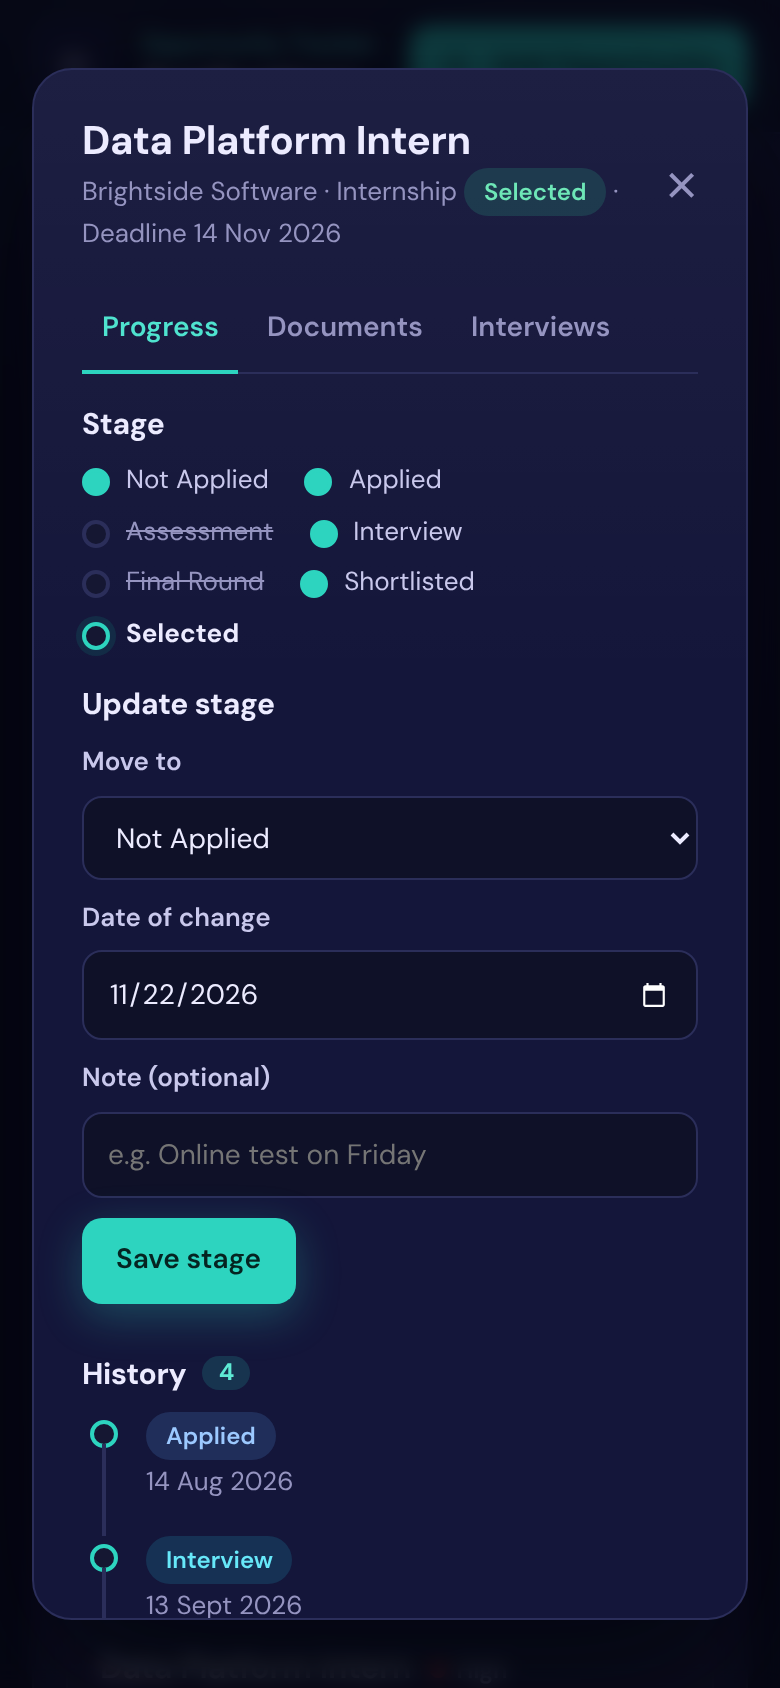 Data Platform Intern
Brightside Software · Internship Selected ·
Deadline 14 Nov 2026
Progress Documents Interviews
Stage
Not Applied Applied
Assessment Interview
Final Round Shortlisted
Selected
Update stage
Move to
Not Applied
Date of change
11/22/2026
Note (optional)
e.g. Online test on Friday
Save stage
History 4
Applied
14 Aug 2026
Interview
13 Sept 2026